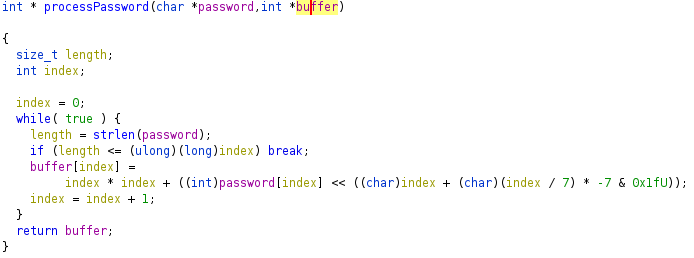 int * processPassword(char *password,int *buffer)
{
size_t length;
int index;
index = 0;
while( true ) {
length = strlen(password);
if (length <= (ulong)(long)index) break;
buffer[index] =
index * index + ((int)password[index] << ((char)index + (char)(index / 7) * -7 & 0x1fU));
index = index + 1;
}
return buffer;
}